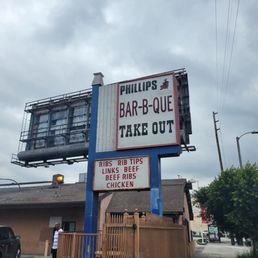 PHILLIPS
BAR-B-QUE
TAKE OUT
RIBS RIB TIPS
LINKS BEEF
BEEF RIBS
CHICKEN